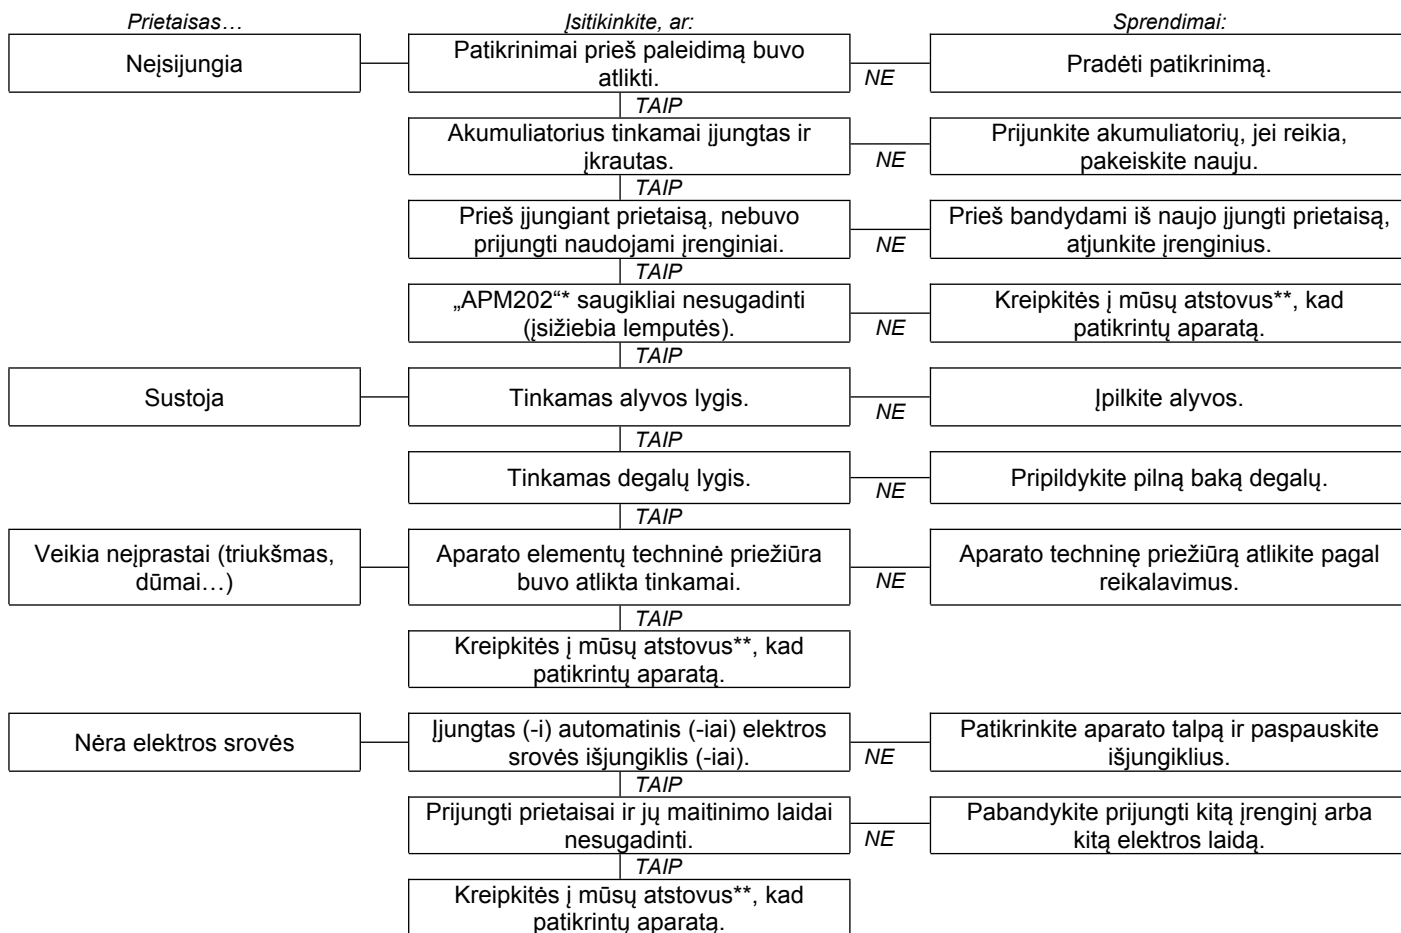 Prietaisas…
Įsitikinkite, ar:
Sprendimai:
Neįsijungia
Patikrinimai prieš paleidimą buvo
atlikti.
NE
Pradėti patikrinimą.
TAIP
Akumuliatorius tinkamai įjungtas ir
įkrautas.
NE
Prijunkite akumuliatorių, jei reikia,
pakeiskite nauju.
TAIP
Prieš įjungiant prietaisą, nebuvo
prijungti naudojami įrenginiai.
NE
Prieš bandydami iš naujo įjungti prietaisą,
atjunkite įrenginius.
TAIP
„APM202“* saugikliai nesugadinti
(įsižiebia lemputės).
NE
Kreipkitės į mūsų atstovus**, kad
patikrintų aparatą.
TAIP
Sustoja
Tinkamas alyvos lygis.
NE
Įpilkite alyvos.
TAIP
Tinkamas degalų lygis.
NE
Pripildykite pilną baką degalų.
TAIP
Veikia neįprastai (triukšmas,
dūmai…)
Aparato elementų techninė priežiūra
buvo atlikta tinkamai.
NE
Aparato techninę priežiūrą atlikite pagal
reikalavimus.
TAIP
Kreipkitės į mūsų atstovus**, kad
patikrintų aparatą.
Nėra elektros srovės
Įjungtas (-i) automatinis (-iai) elektros
srovės išjungiklis (-iai).
NE
Patikrinkite aparato talpą ir paspauskite
išjungiklius.
TAIP
Prijungti prietaisai ir jų maitinimo laidai
nesugadinti.
NE
Pabandykite prijungti kitą įrenginį arba
kitą elektros laidą.
TAIP
Kreipkitės į mūsų atstovus**, kad
patikrintų aparatą.